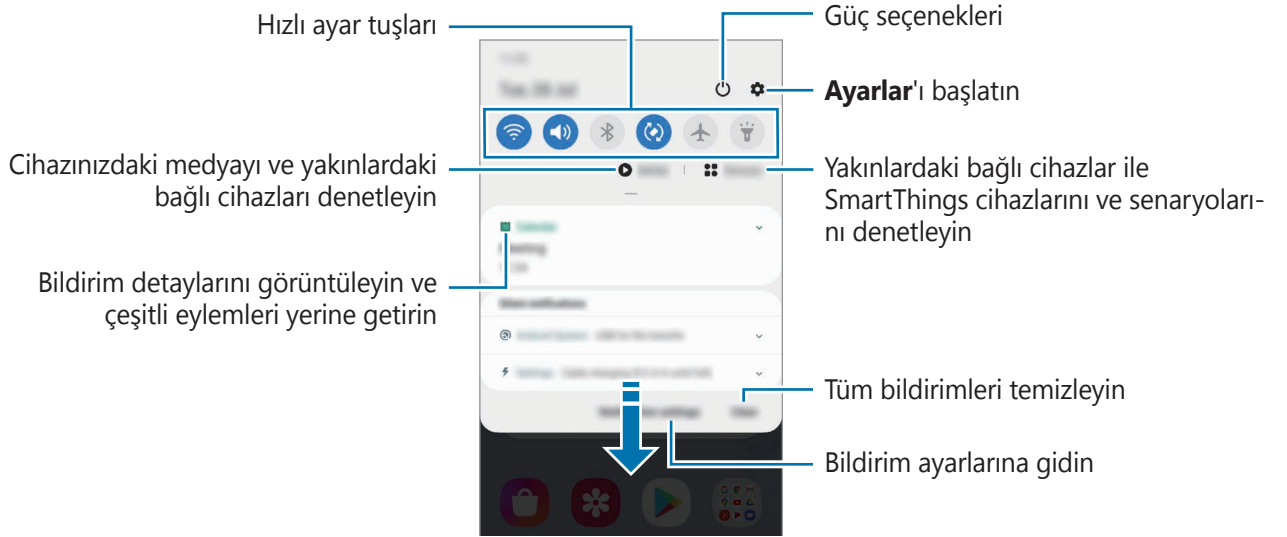 Hızlı ayar tuşları
Güç seçenekleri
Ayarlar'ı başlatın
Cihazınızdaki medyayı ve yakınlardaki
bağlı cihazları denetleyin
Yakınlardaki bağlı cihazlar ile
SmartThings cihazlarını ve senaryoları-
nı denetleyin
Bildirim detaylarını görüntüleyin ve
çeşitli eylemleri yerine getirin
Tüm bildirimleri temizleyin
Bildirim ayarlarına gidin